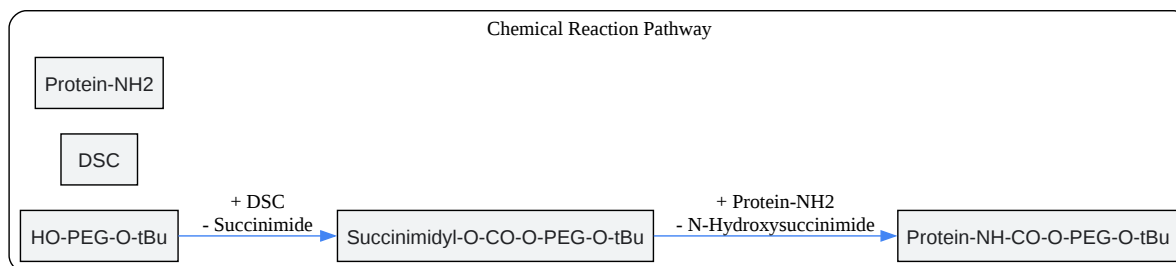 Chemical Reaction Pathway
Protein-NH2
DSC
+ DSC
- Succinimide
+ Protein-NH2
- N-Hydroxysuccinimide
HO-PEG-O-tBu
Succinimidyl-O-CO-O-PEG-O-tBu
Protein-NH-CO-O-PEG-O-tBu